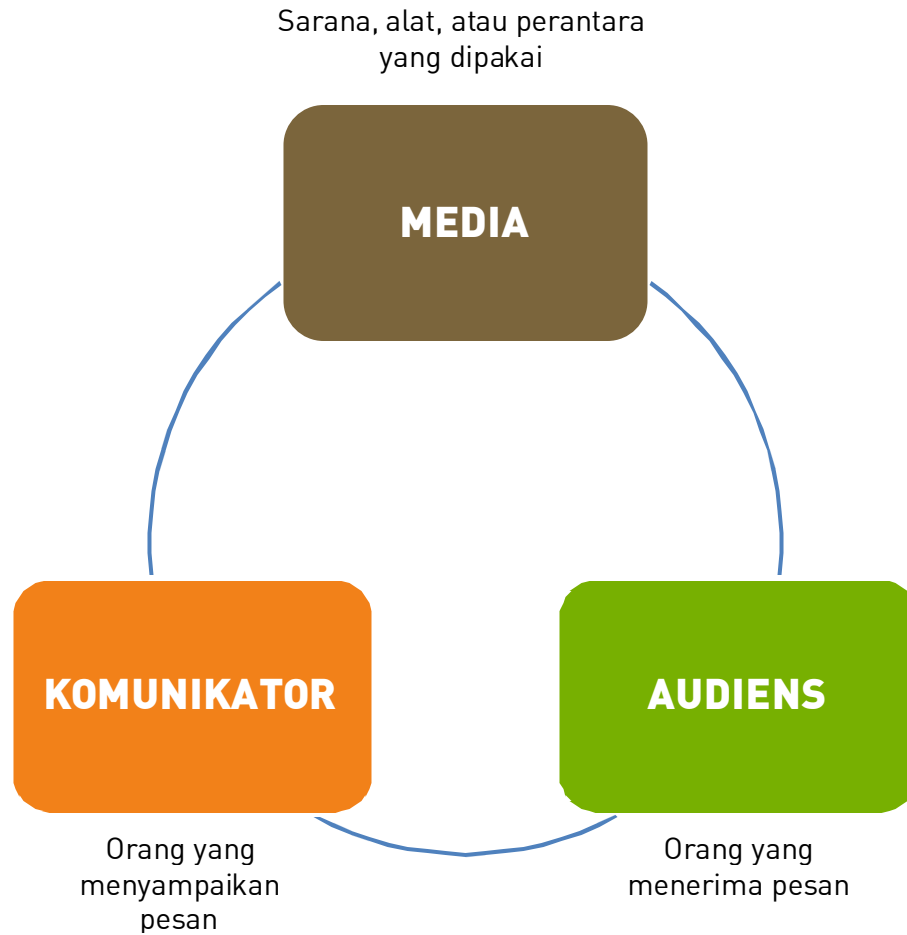 Sarana, alat, atau perantara
yang dipakai
MEDIA
KOMUNIKATOR
Orang yang
menyampaikan
pesan
AUDIENS
Orang yang
menerima pesan